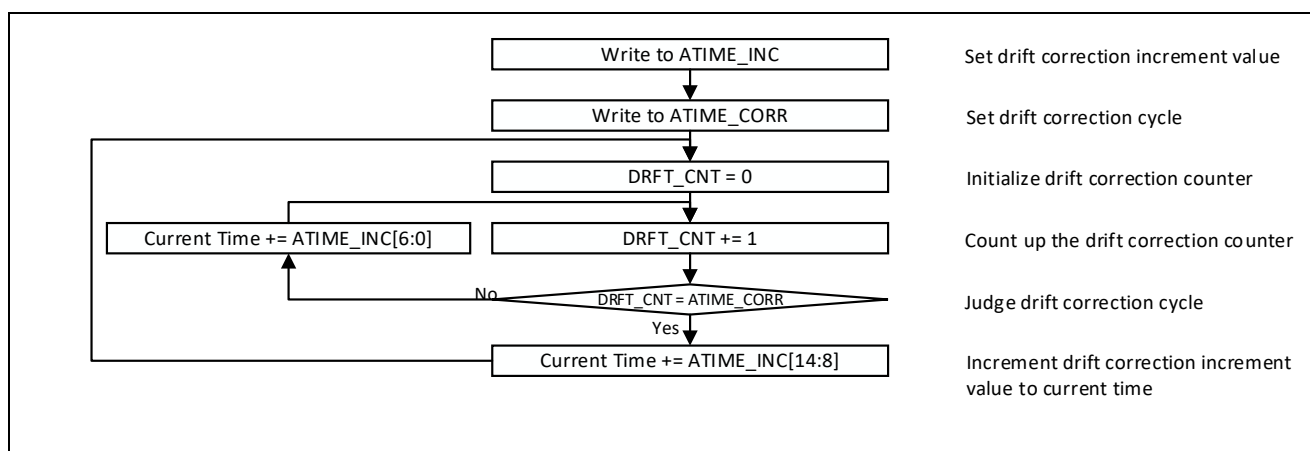 Write to ATIME_INC
Set drift correction increment value
Write to ATIME_CORR
Set drift correction cycle
DRFT_CNT = 0
Initialize drift correction counter
Current Time += ATIME_INC[6:0]
DRFT_CNT += 1
Count up the drift correction counter
No
DRFT_CNT = ATIME_CORR
Judge drift correction cycle
Yes
Current Time += ATIME_INC[14:8]
Increment drift correction increment
value to current time